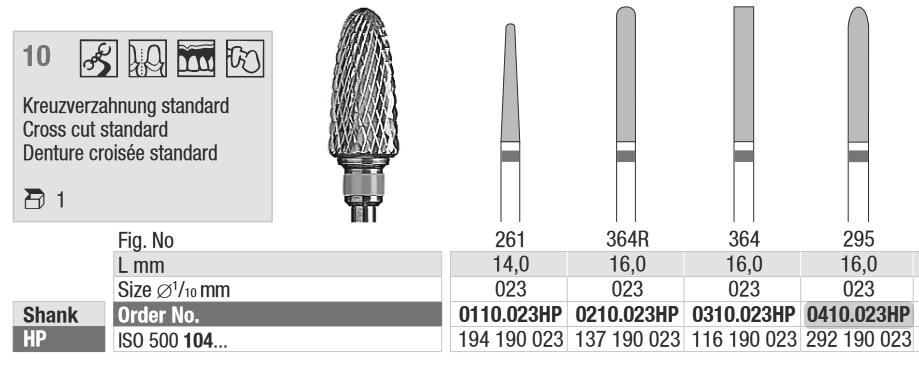 10
Kreuzverzahnung standard
Cross cut standard
Denture croisée standard
1
Fig. No 261 364R 364 295
L mm 14,0 16,0 16,0 16,0
Size ∅1/10 mm 023 023 023 023
Shank Order No. 0110.023HP 0210.023HP 0310.023HP 0410.023HP
HP ISO 500 104... 194 190 023 137 190 023 116 190 023 292 190 023